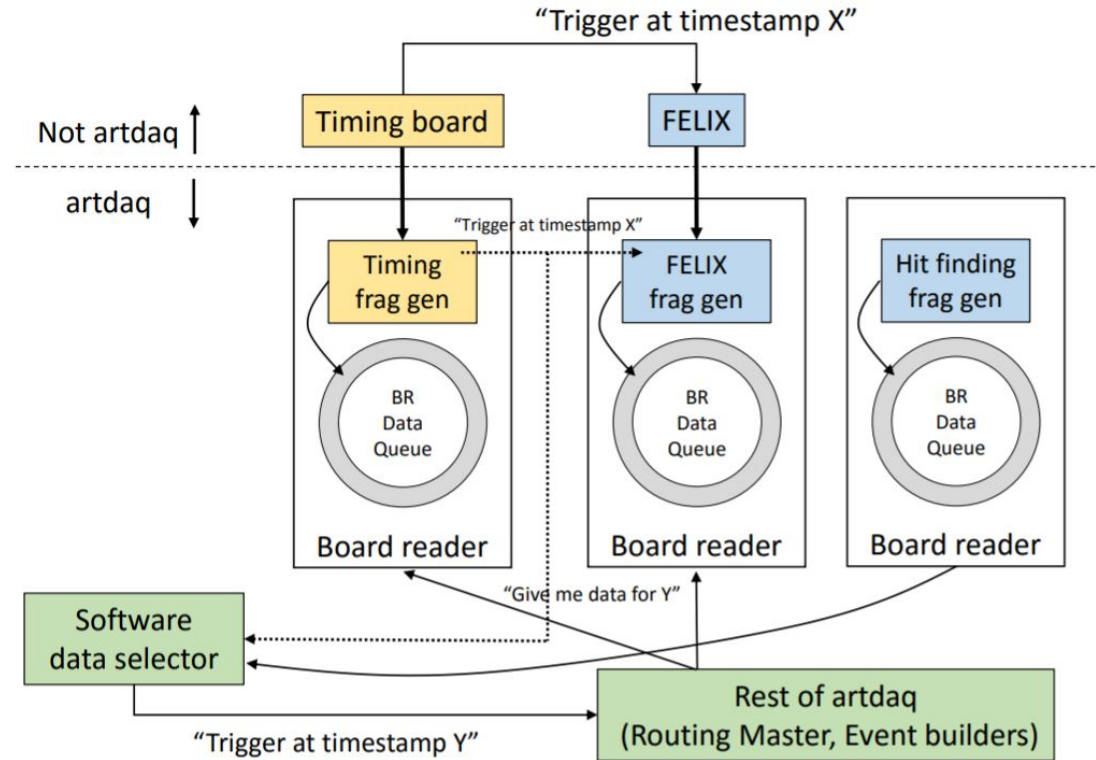 “Trigger at timestamp X”
Timing board
FELIX
Not artdaq
artdaq
“Trigger at timestamp X”
Timing
frag gen
FELIX
frag gen
Hit finding
frag gen
BR
Data
Queue
BR
Data
Queue
BR
Data
Queue
Board reader
Board reader
Board reader
“Give me data for Y”
Software
data selector
Rest of artdaq
(Routing Master, Event builders)
“Trigger at timestamp Y”